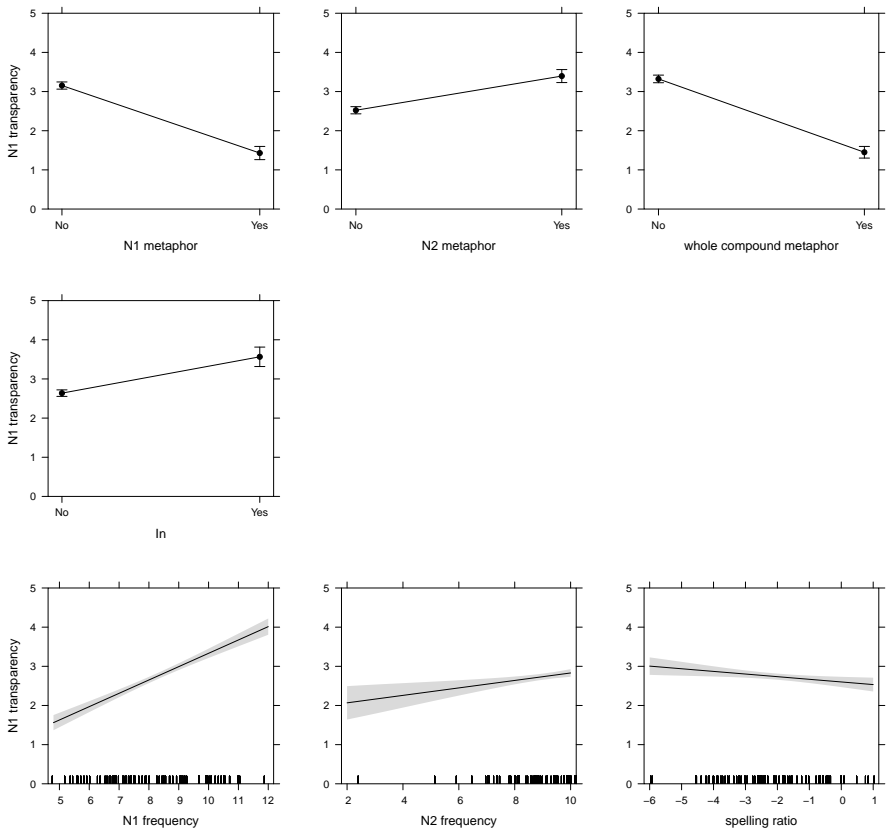 5
4
3
2
1
0
N1 transparency
No Yes
N1 metaphor
5
4
3
2
1
0
No Yes
N2 metaphor
5
4
3
2
1
0
No Yes
whole compound metaphor
5
4
3
2
1
0
N1 transparency
No Yes
In
5
4
3
2
1
0
N1 transparency
5 6 7 8 9 10 11 12
N1 frequency
5
4
3
2
1
0
2 4 6 8 10
N2 frequency
5
4
3
2
1
0
−6 −5 −4 −3 −2 −1 0 1
spelling ratio